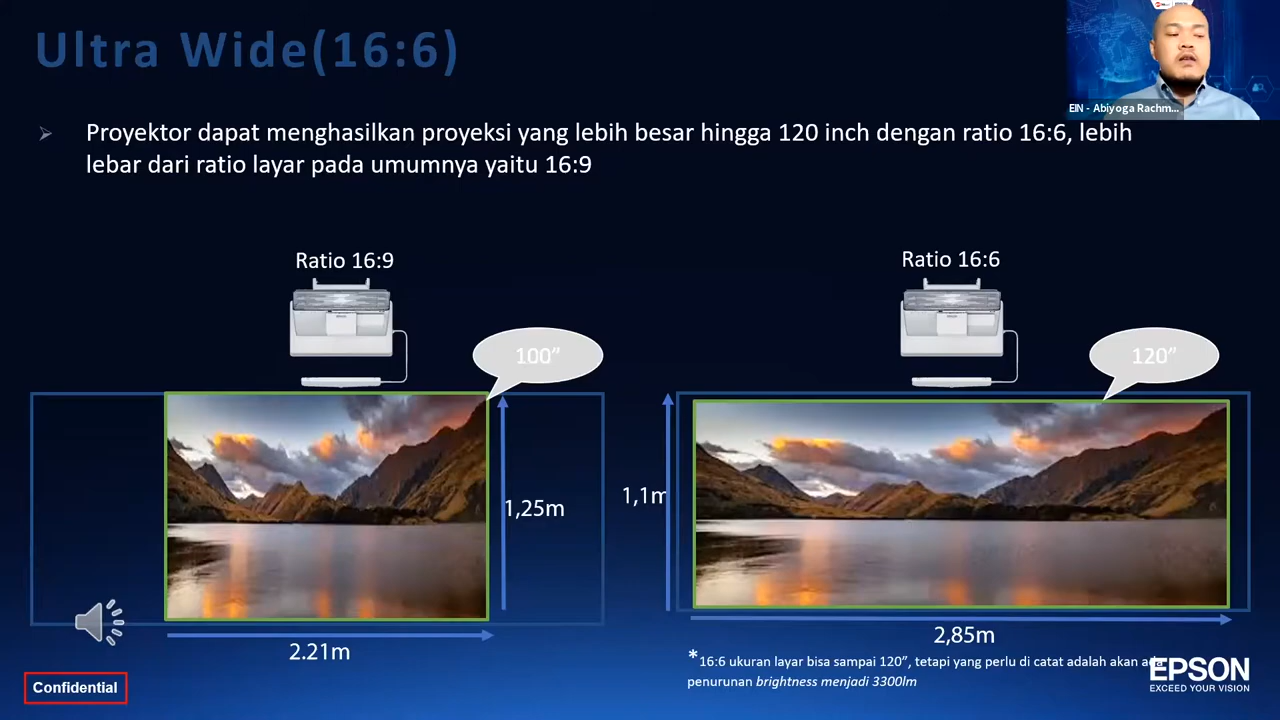 Ultra Wide(16:6)
EIN - Abiyoga Rachm...
Proyektor dapat menghasilkan proyeksi yang lebih besar hingga 120 inch dengan ratio 16:6, lebih
lebar dari ratio layar pada umumnya yaitu 16:9
Ratio 16:9
Ratio 16:6
100”
120”
1,25m
1,1m
2.21m
2,85m
*16:6 ukuran layar bisa sampai 120”, tetapi yang perlu di catat adalah akan ada
penurunan brightness menjadi 3300lm
Confidential
EPSON
EXCEED YOUR VISION